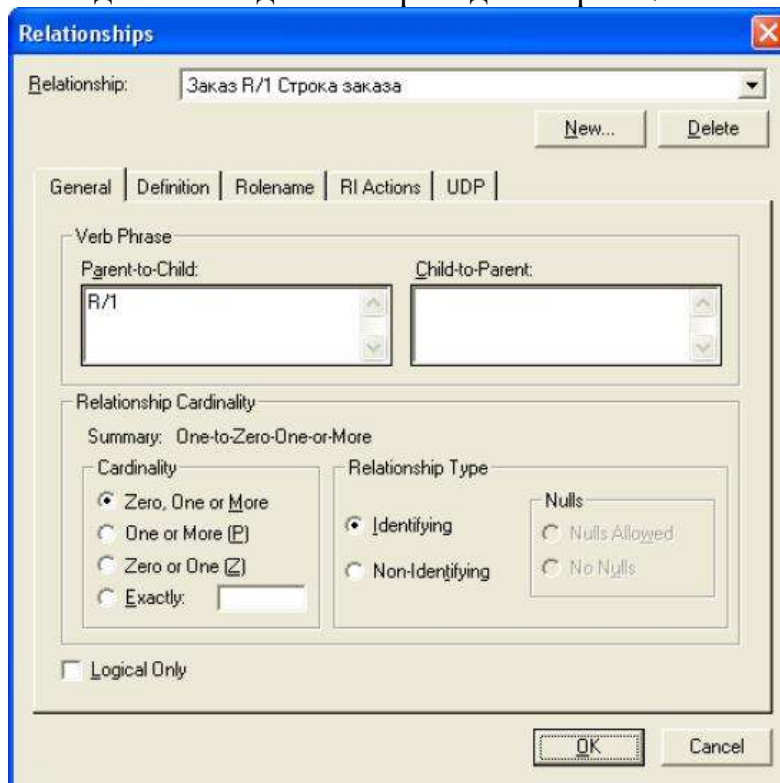 Relationships
Relationship: Заказ R/1 Строка заказа
New... Delete
General Definition Rolename RI Actions UDP
Verb Phrase
Parent-to-Child: Child-to-Parent:
R/1
Relationship Cardinality
Summary: One-to-Zero-One-or-More
Cardinality Relationship Type
Zero, One or More
One or More (P)
Zero or One (Z)
Exactly:
Identifying
Non-Identifying
Nulls
Nulls Allowed
No Nulls
Logical Only
OK Cancel